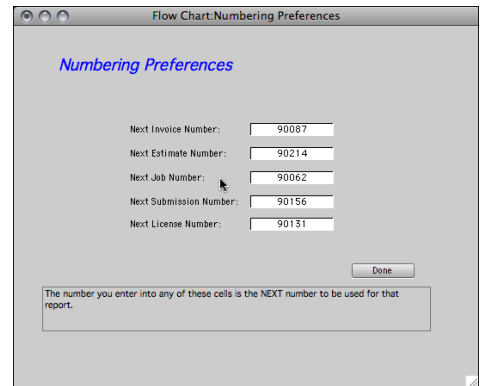 Flow Chart:Numbering Preferences
Numbering Preferences
Next Invoice Number: 90087
Next Estimate Number: 90214
Next Job Number: 90062
Next Submission Number: 90156
Next License Number: 90131
Done
The number you enter into any of these cells is the NEXT number to be used for that
report.